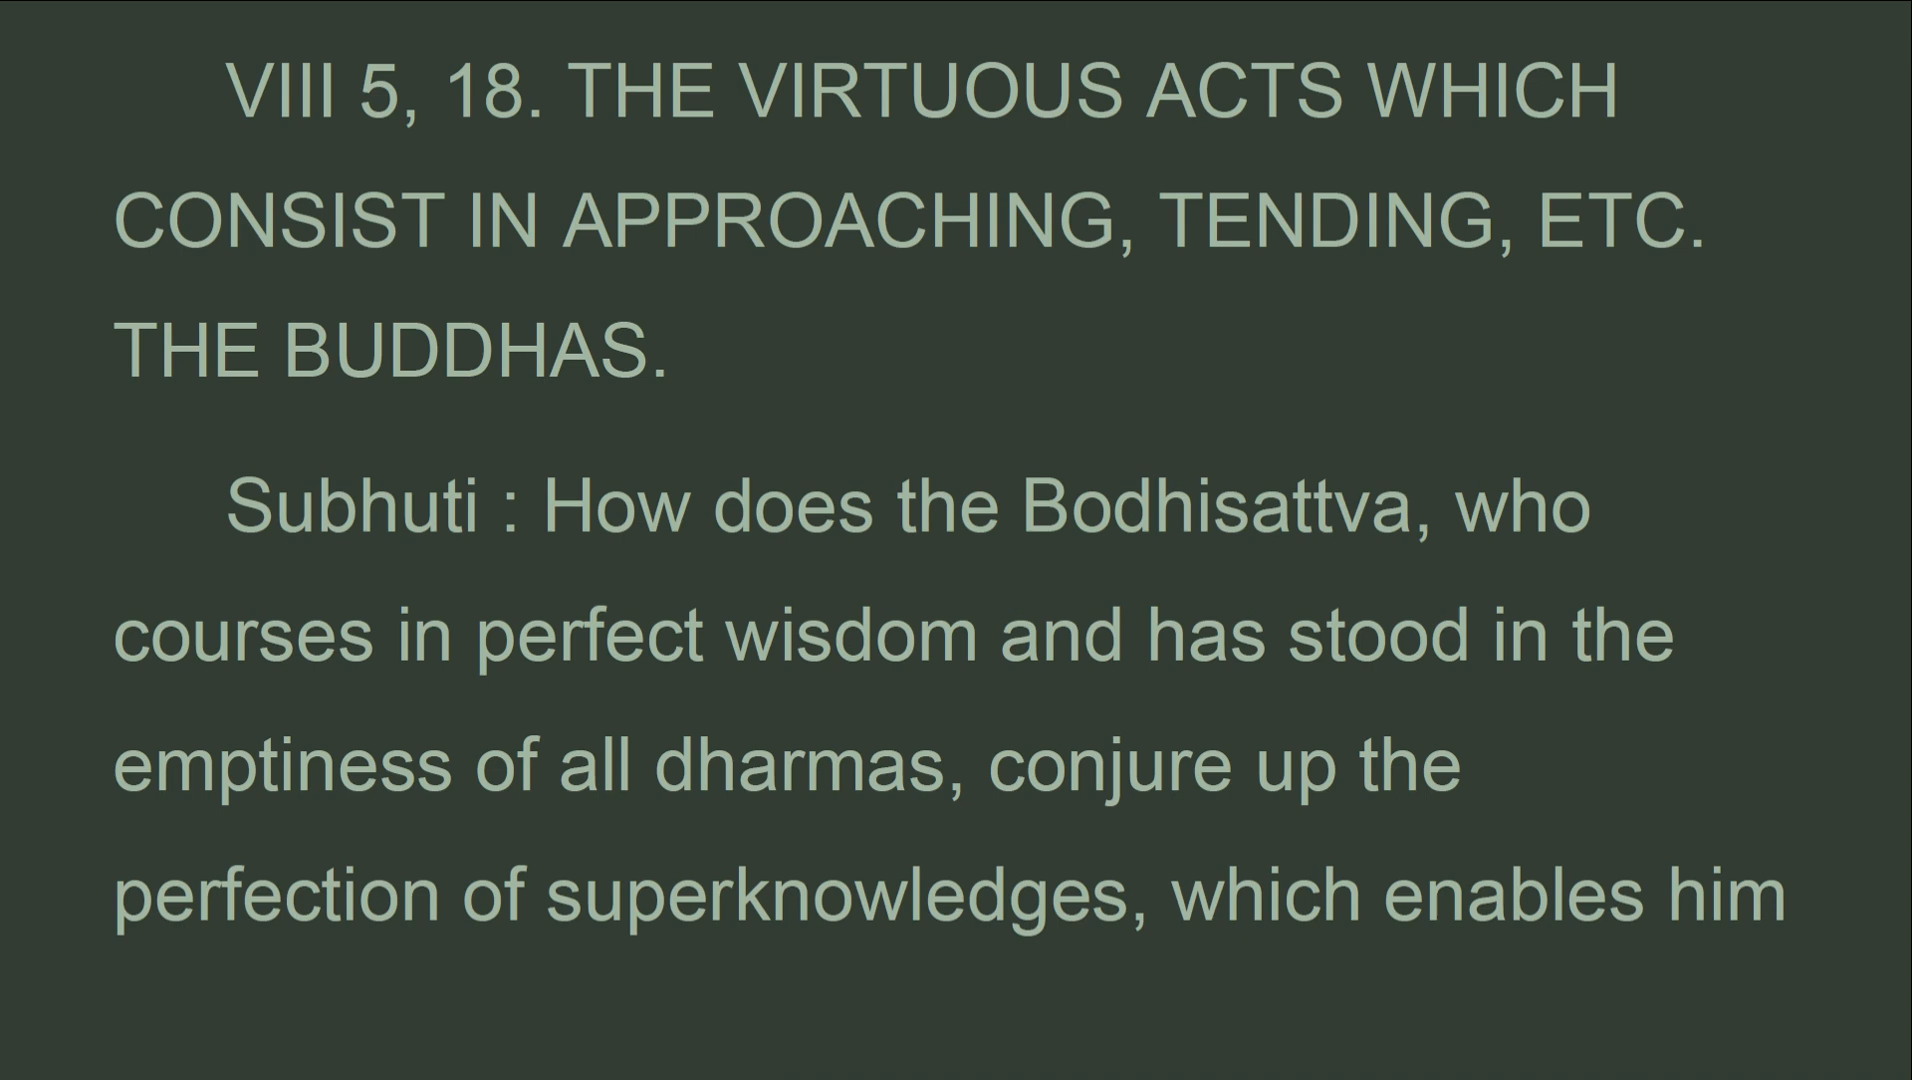 VIII 5, 18. THE VIRTUOUS ACTS WHICH
CONSIST IN APPROACHING, TENDING, ETC.
THE BUDDHAS.
Subhuti : How does the Bodhisattva, who
courses in perfect wisdom and has stood in the
emptiness of all dharmas, conjure up the
perfection of superknowledges, which enables him